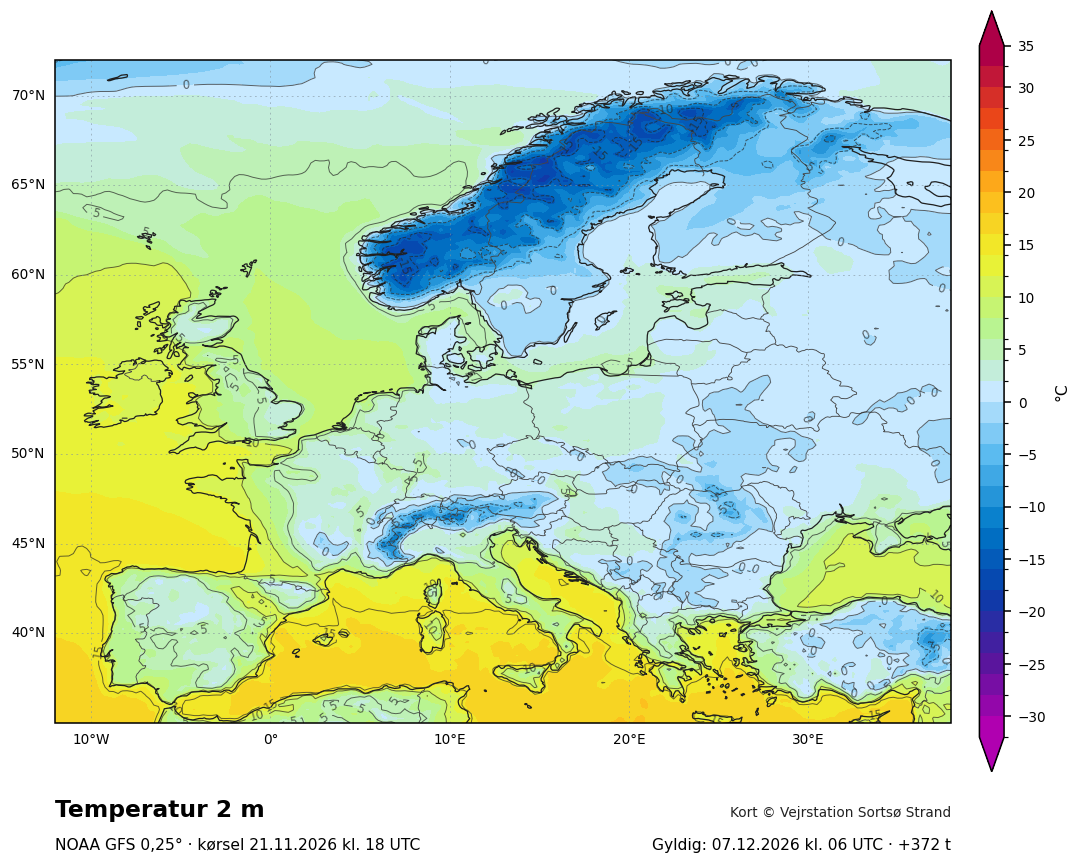 70°N
65°N
60°N
55°N
50°N
45°N
40°N
10°W
0°
10°E
20°E
30°E
35
30
25
20
15
10
5
0
−5
−10
−15
−20
−25
−30
°C
Temperatur 2 m
Kort © Vejrstation Sortsø Strand
NOAA GFS 0,25° · kørsel 21.11.2026 kl. 18 UTC
Gyldig: 07.12.2026 kl. 06 UTC · +372 t